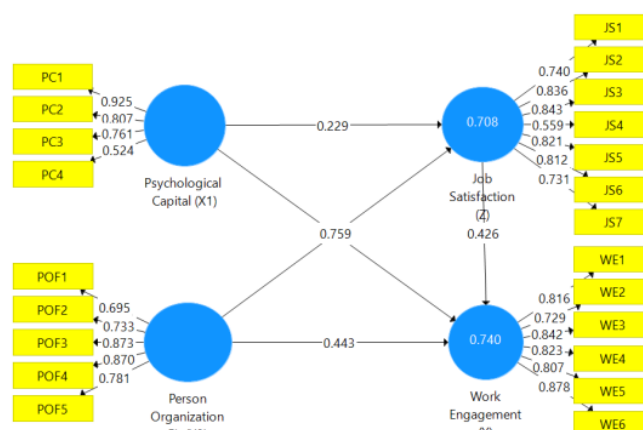 JS1
JS2
JS3
JS4
JS5
JS6
JS7
0.740
0.836
0.843
0.559
0.821
0.812
0.731
PC1
PC2
PC3
PC4
0.925
0.807
0.761
0.524
0.229
0.708
Psychological
Capital (X1)
Job
Satisfaction
(Z)
0.759
0.426
POF1
POF2
POF3
POF4
POF5
0.695
0.733
0.873
0.870
0.781
0.443
0.740
Person
Organization
Work
Engagement
WE1
WE2
WE3
WE4
WE5
WE6
0.816
0.729
0.842
0.823
0.807
0.878